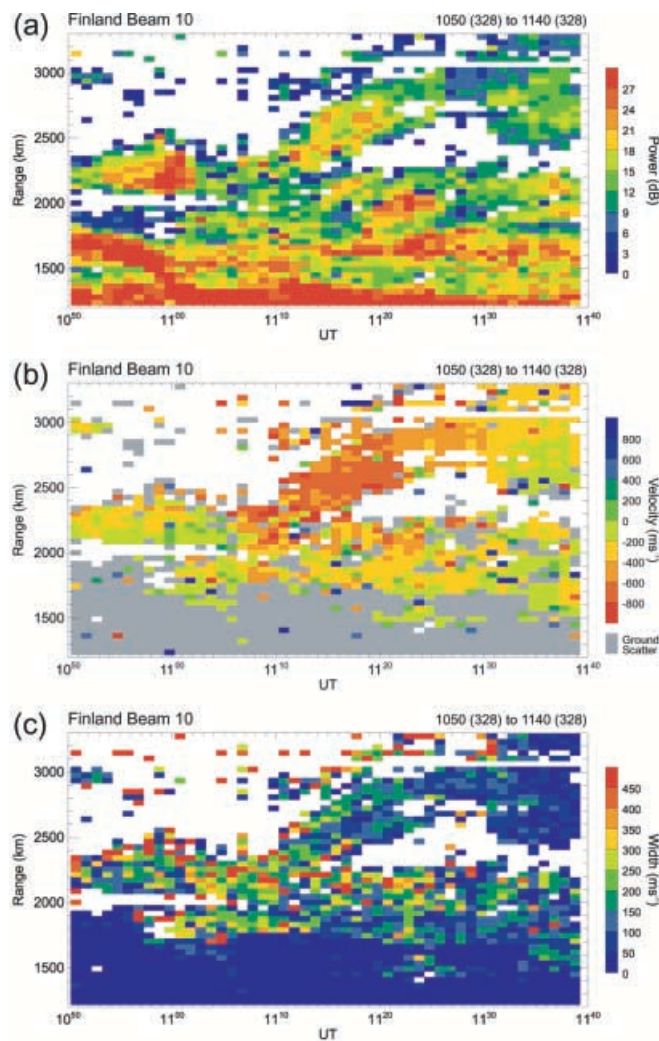 (a)
Finland Beam 10
1050 (328) to 1140 (328)
3000
2500
2000
1500
Range (km)
10⁵⁰ 11⁰⁰ 11¹⁰ 11²⁰ 11³⁰ 11⁴⁰
UT
27
24
21
18
15
12
9
6
3
0
Power (dB)
(b)
Finland Beam 10
1050 (328) to 1140 (328)
3000
2500
2000
1500
Range (km)
10⁵⁰ 11⁰⁰ 11¹⁰ 11²⁰ 11³⁰ 11⁴⁰
UT
800
600
400
200
0
-200
-400
-600
-800
Velocity (ms⁻¹)
Ground
Scatter
(c)
Finland Beam 10
1050 (328) to 1140 (328)
3000
2500
2000
1500
Range (km)
10⁵⁰ 11⁰⁰ 11¹⁰ 11²⁰ 11³⁰ 11⁴⁰
UT
450
400
350
300
250
200
150
100
50
0
Width (ms⁻¹)